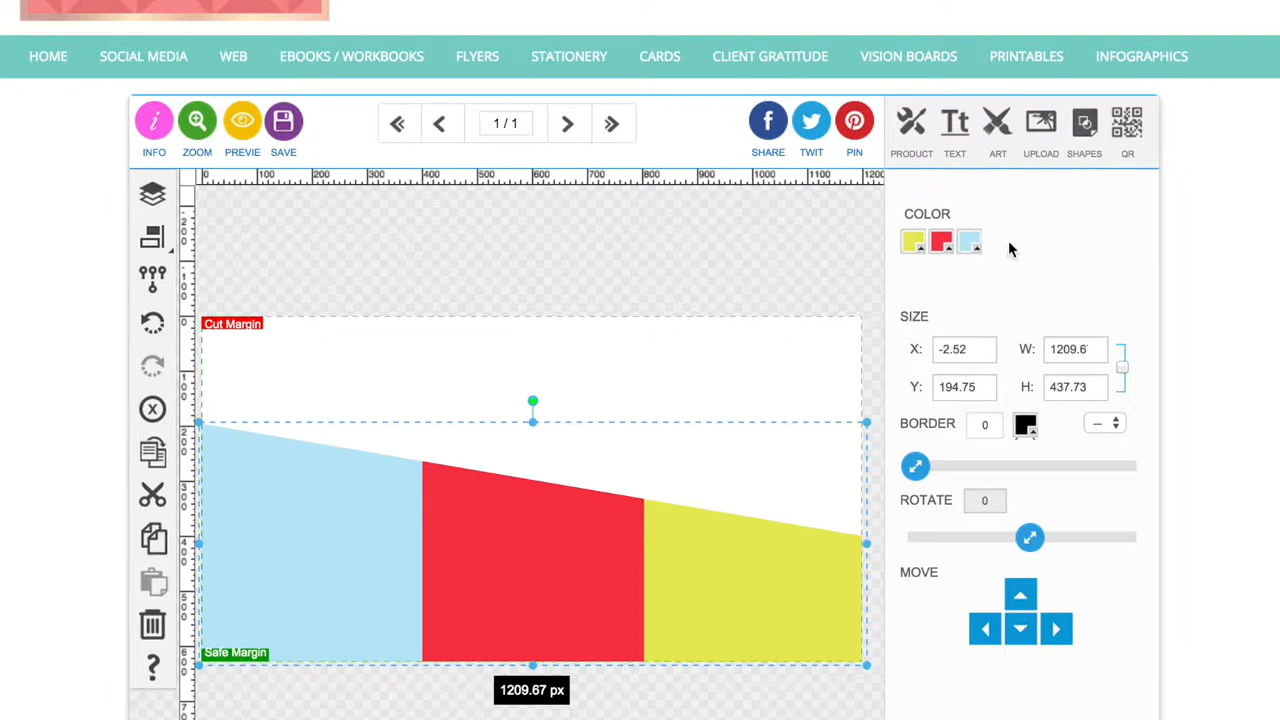 HOME SOCIAL MEDIA WEB EBOOKS / WORKBOOKS FLYERS STATIONERY CARDS CLIENT GRATITUDE VISION BOARDS PRINTABLES INFOGRAPHICS
1 / 1
INFO ZOOM PREVIE SAVE SHARE TWIT PIN
PRODUCT TEXT ART UPLOAD SHAPES QR
0 100 200 300 400 500 600 700 800 900 1000 1100 1200
COLOR
Cut Margin
SIZE
X: -2.52 W: 1209.6
Y: 194.75 H: 437.73
BORDER 0
ROTATE 0
MOVE
Safe Margin
1209.67 px